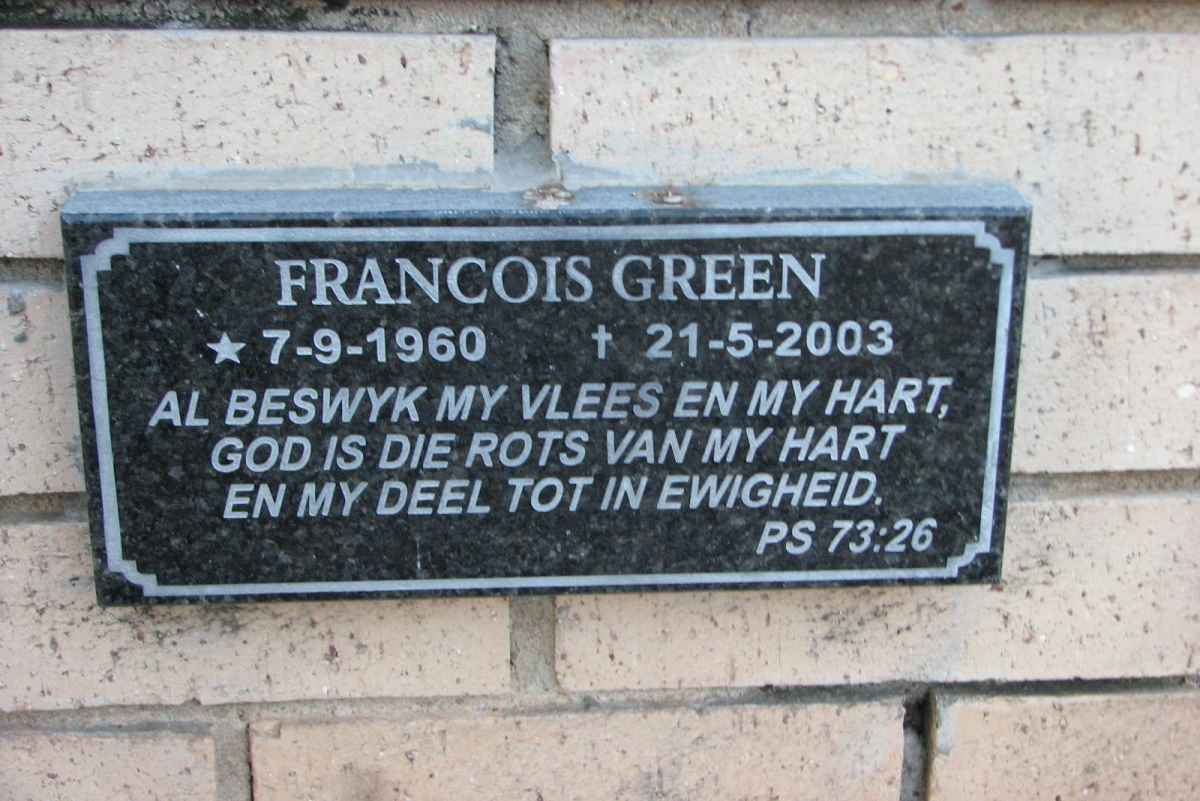 FRANCOIS GREEN
★ 7-9-1960 † 21-5-2003
AL BESWYK MY VLEES EN MY HART,
GOD IS DIE ROTS VAN MY HART
EN MY DEEL TOT IN EWIGHEID.
PS 73:26